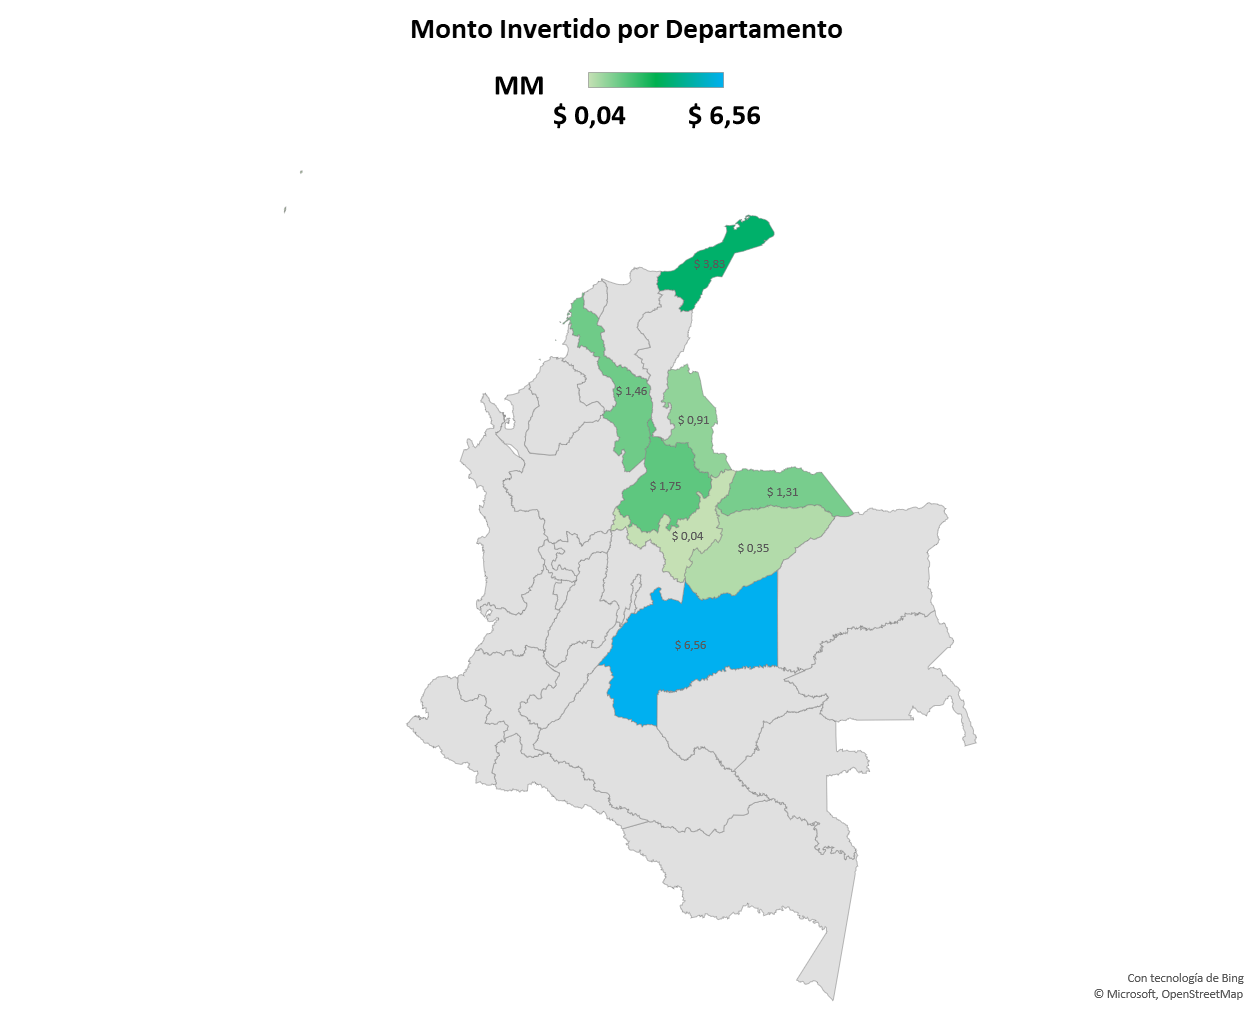 Monto Invertido por Departamento
MM
$ 0,04 $ 6,56
$ 3,83
$ 1,46
$ 0,91
$ 1,75
$ 1,31
$ 0,04
$ 0,35
$ 6,56
Con tecnología de Bing
© Microsoft, OpenStreetMap